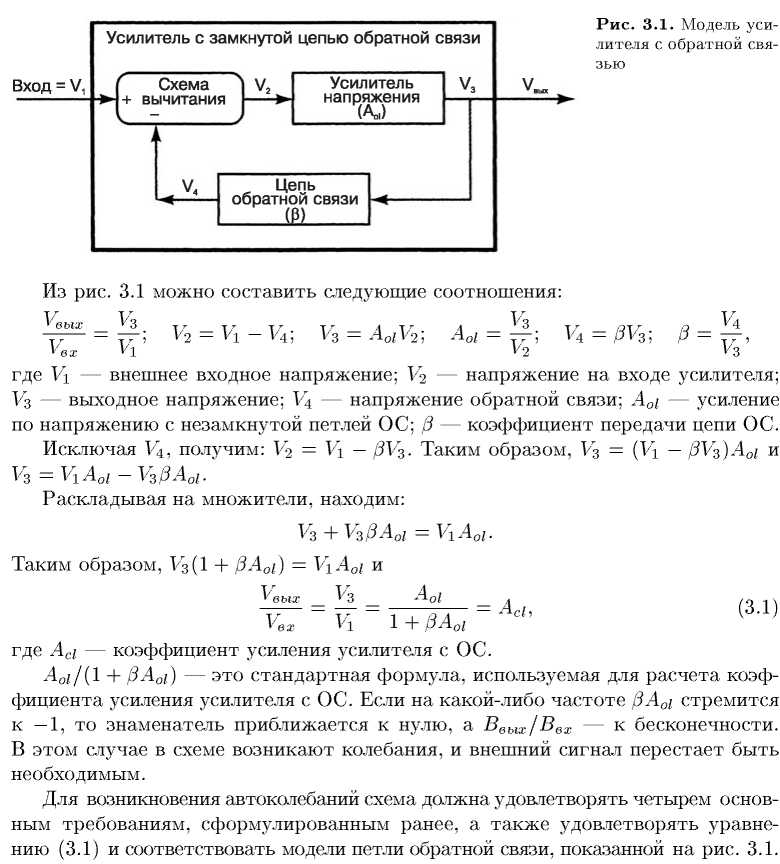 Усилитель с замкнутой цепью обратной связи
Вход = V₁
+
−
Схема
вычитания
V₂
Усилитель
напряжения
(Aₒₗ)
V₃
Vвых
V₄
Цепь
обратной связи
(β)
Рис. 3.1. Модель уси-
лителя с обратной свя-
зью
Из рис. 3.1 можно составить следующие соотношения:
Vвых/Vвх = V₃/V₁; V₂ = V₁ − V₄; V₃ = AₒₗV₂; Aₒₗ = V₃/V₂; V₄ = βV₃; β = V₄/V₃,
где V₁ — внешнее входное напряжение; V₂ — напряжение на входе усилителя;
V₃ — выходное напряжение; V₄ — напряжение обратной связи; Aₒₗ — усиление
по напряжению с незамкнутой петлей ОС; β — коэффициент передачи цепи ОС.
Исключая V₄, получим: V₂ = V₁ − βV₃. Таким образом, V₃ = (V₁ − βV₃)Aₒₗ и
V₃ = V₁Aₒₗ − V₃βAₒₗ.
Раскладывая на множители, находим:
V₃ + V₃βAₒₗ = V₁Aₒₗ.
Таким образом, V₃(1 + βAₒₗ) = V₁Aₒₗ и
Vвых/Vвх = V₃/V₁ = Aₒₗ/(1 + βAₒₗ) = A_cl, (3.1)
где A_cl — коэффициент усиления усилителя с ОС.
Aₒₗ/(1 + βAₒₗ) — это стандартная формула, используемая для расчета коэф-
фициента усиления усилителя с ОС. Если на какой-либо частоте βAₒₗ стремится
к −1, то знаменатель приближается к нулю, а Bвых/Bвх — к бесконечности.
В этом случае в схеме возникают колебания, и внешний сигнал перестает быть
необходимым.
Для возникновения автоколебаний схема должна удовлетворять четырем основ-
ным требованиям, сформулированным ранее, а также удовлетворять уравне-
нию (3.1) и соответствовать модели петли обратной связи, показанной на рис. 3.1.